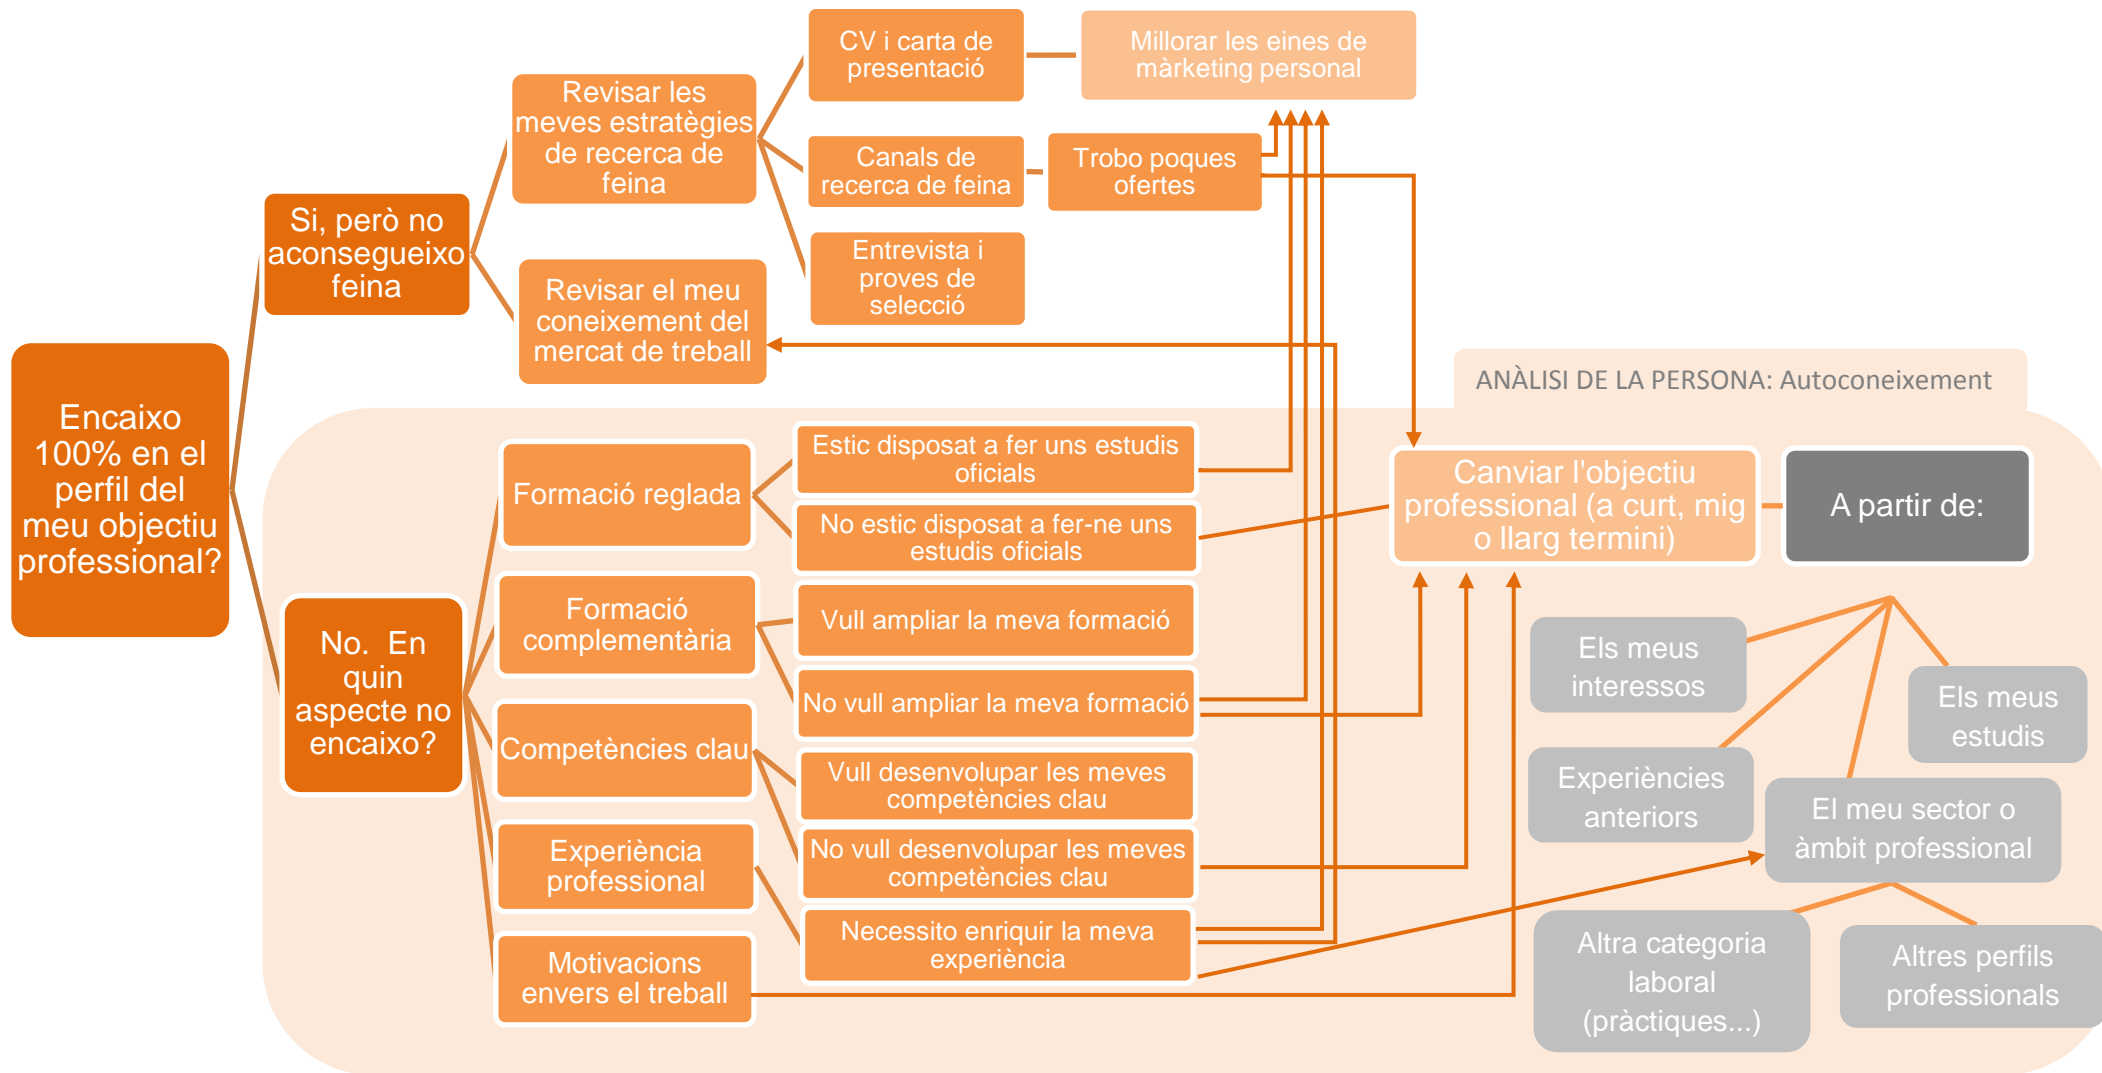 Encaixo
100% en el
perfil del
meu objectiu
professional?
Si, però no
aconsegueixo
feina
Revisar les
meves estratègies
de recerca de
feina
CV i carta de
presentació
Millorar les eines de
màrketing personal
Canals de
recerca de feina
Trobo poques
ofertes
Entrevista i
proves de
selecció
Revisar el meu
coneixement del
mercat de treball
ANÀLISI DE LA PERSONA: Autoconeixement
No.  En
quin
aspecte no
encaixo?
Formació reglada
Estic disposat a fer uns estudis
oficials
No estic disposat a fer-ne uns
estudis oficials
Formació
complementària
Vull ampliar la meva formació
No vull ampliar la meva formació
Competències clau
Vull desenvolupar les meves
competències clau
No vull desenvolupar les meves
competències clau
Experiència
professional
Necessito enriquir la meva
experiència
Motivacions
envers el treball
Canviar l'objectiu
professional (a curt, mig
o llarg termini)
A partir de:
Els meus
interessos
Els meus
estudis
Experiències
anteriors
El meu sector o
àmbit professional
Altra categoria
laboral
(pràctiques...)
Altres perfils
professionals